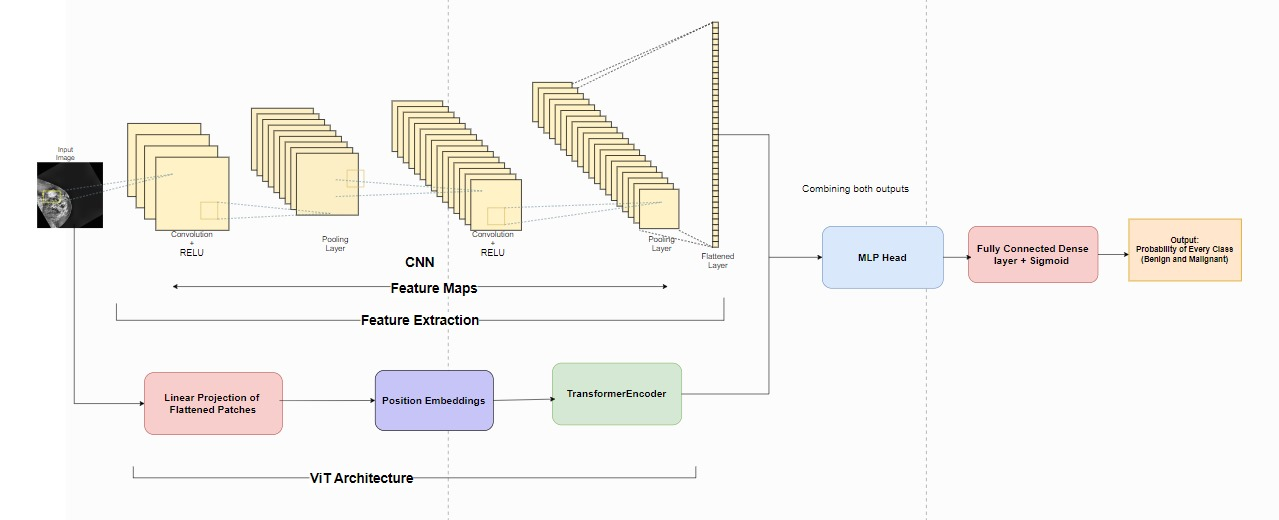 Input
Image
Convolution
+
RELU
Pooling
Layer
Convolution
+
RELU
Pooling
Layer
Flattened
Layer
CNN
Feature Maps
Feature Extraction
Combining both outputs
MLP Head
Fully Connected Dense
layer + Sigmoid
Output:
Probability of Every Class
(Benign and Malignant)
Linear Projection of
Flattened Patches
Position Embeddings
TransformerEncoder
ViT Architecture